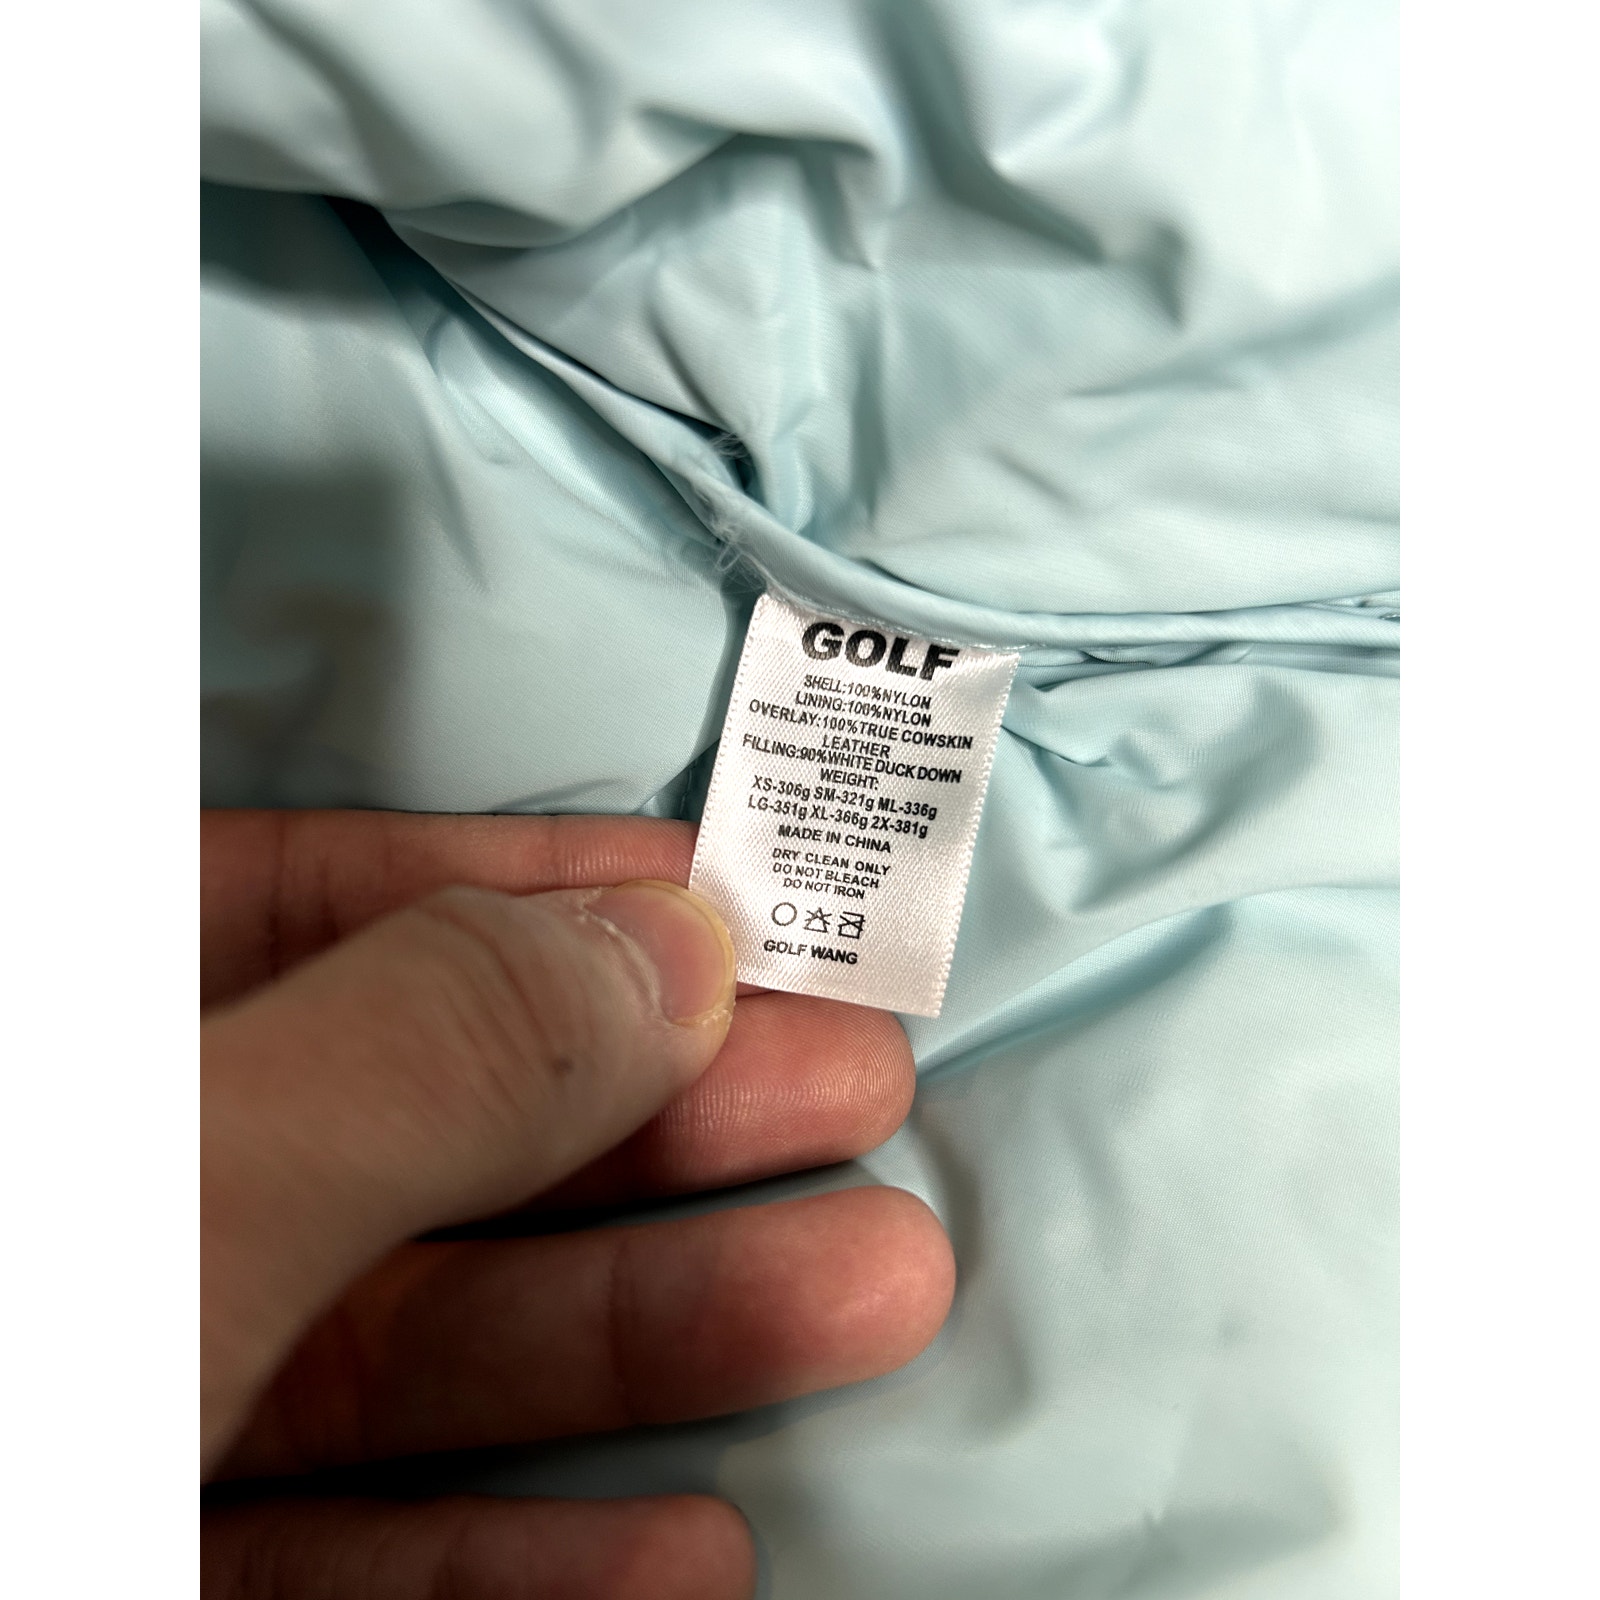 GOLF
SHELL:100%NYLON
LINING:100%NYLON
OVERLAY:100%TRUE COWSKIN
LEATHER
FILLING:90%WHITE DUCK DOWN
WEIGHT:
XS-306g SM-321g ML-336g
LG-351g XL-366g 2X-381g
MADE IN CHINA
DRY CLEAN ONLY
DO NOT BLEACH
DO NOT IRON
GOLF WANG